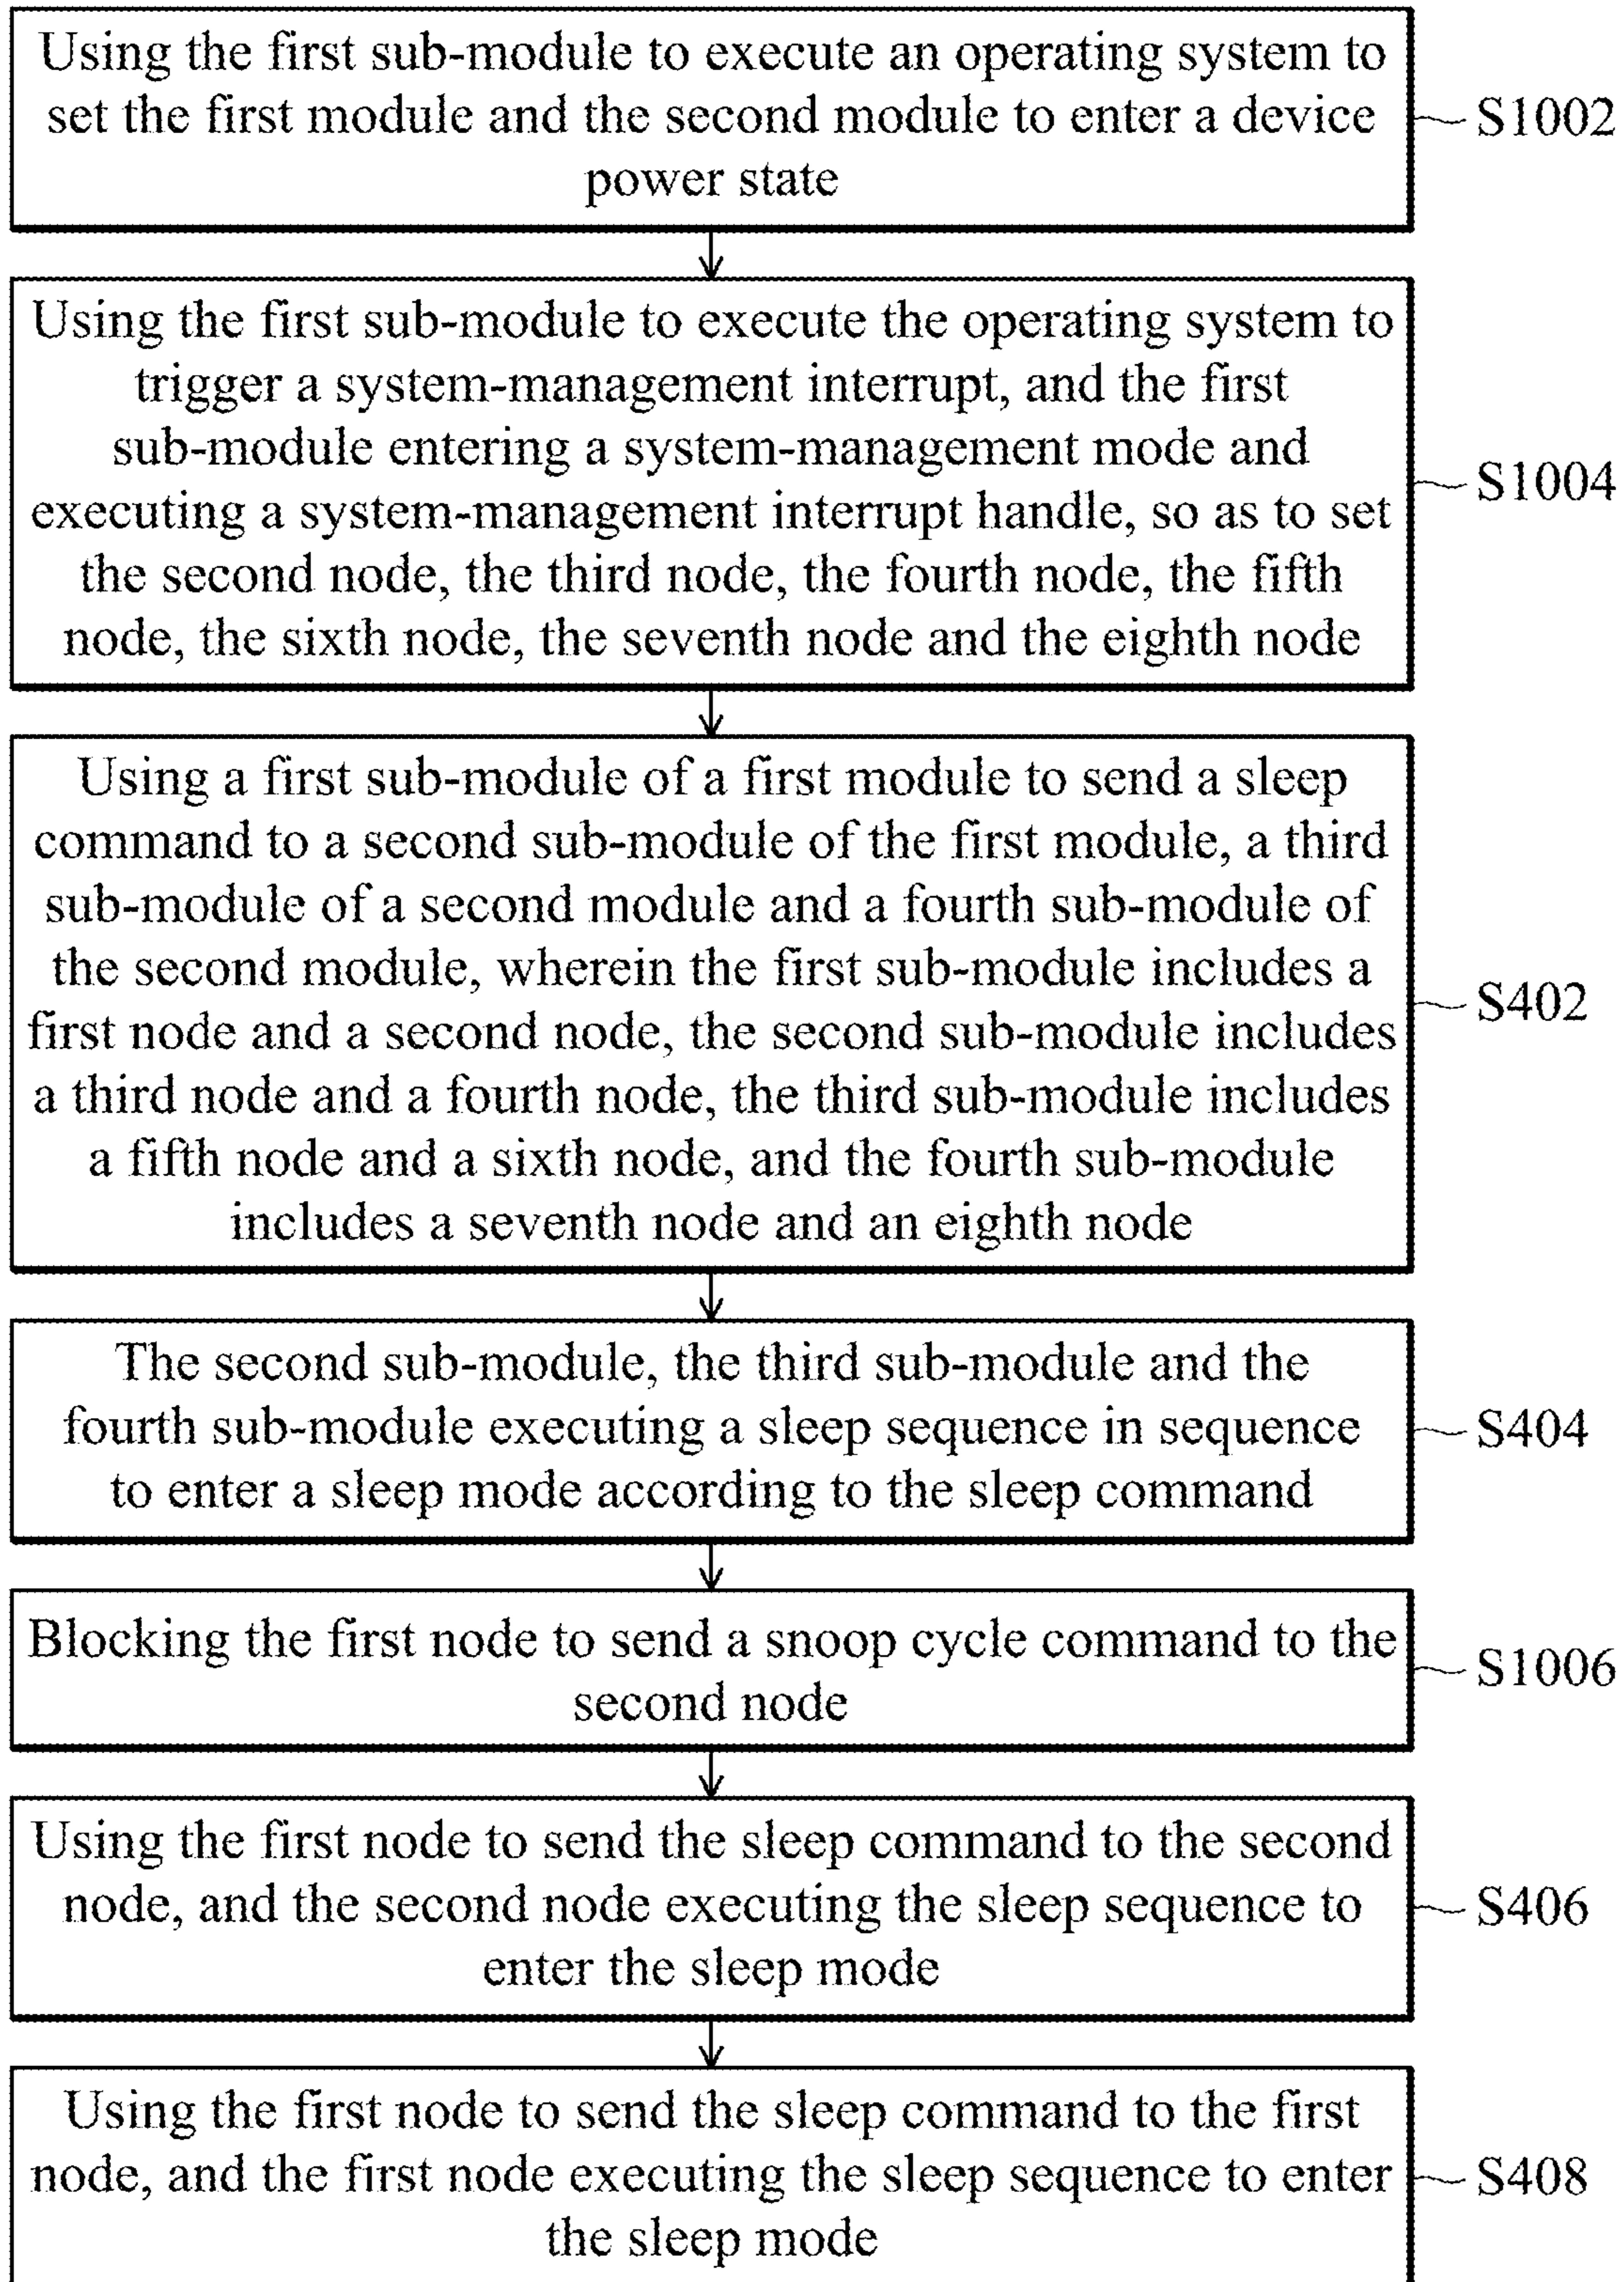 Using the first sub-module to execute an operating system to
set the first module and the second module to enter a device
power state
S1002
Using the first sub-module to execute the operating system to
trigger a system-management interrupt, and the first
sub-module entering a system-management mode and
executing a system-management interrupt handle, so as to set
the second node, the third node, the fourth node, the fifth
node, the sixth node, the seventh node and the eighth node
S1004
Using a first sub-module of a first module to send a sleep
command to a second sub-module of the first module, a third
sub-module of a second module and a fourth sub-module of
the second module, wherein the first sub-module includes a
first node and a second node, the second sub-module includes
a third node and a fourth node, the third sub-module includes
a fifth node and a sixth node, and the fourth sub-module
includes a seventh node and an eighth node
S402
The second sub-module, the third sub-module and the
fourth sub-module executing a sleep sequence in sequence
to enter a sleep mode according to the sleep command
S404
Blocking the first node to send a snoop cycle command to the
second node
S1006
Using the first node to send the sleep command to the second
node, and the second node executing the sleep sequence to
enter the sleep mode
S406
Using the first node to send the sleep command to the first
node, and the first node executing the sleep sequence to enter
the sleep mode
S408